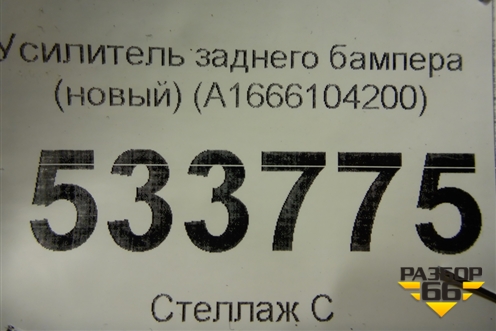 Усилитель заднего бампера
(новый) (A1666104200)
533775
РАЗБОР
66
Стеллаж С